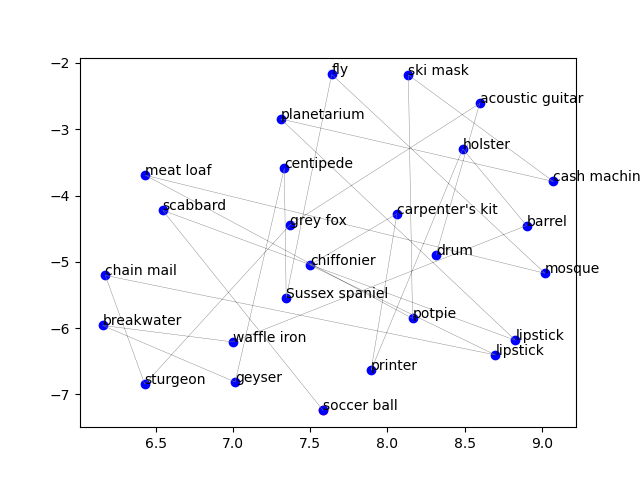 −2
fly
ski mask
acoustic guitar
planetarium
−3
holster
centipede
meat loaf
cash machin
−4
scabbard
carpenter's kit
grey fox
barrel
drum
−5
chiffonier
chain mail
mosque
Sussex spaniel
breakwater
potpie
−6
waffle iron
lipstick
lipstick
printer
sturgeon
geyser
−7
soccer ball
6.5 7.0 7.5 8.0 8.5 9.0